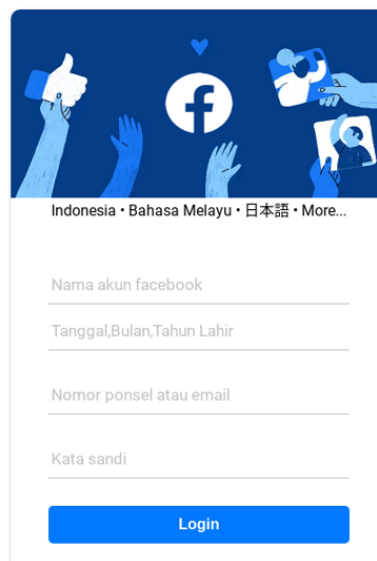 Indonesia • Bahasa Melayu • 日本語 • More...
Nama akun facebook
Tanggal,Bulan,Tahun Lahir
Nomor ponsel atau email
Kata sandi
Login